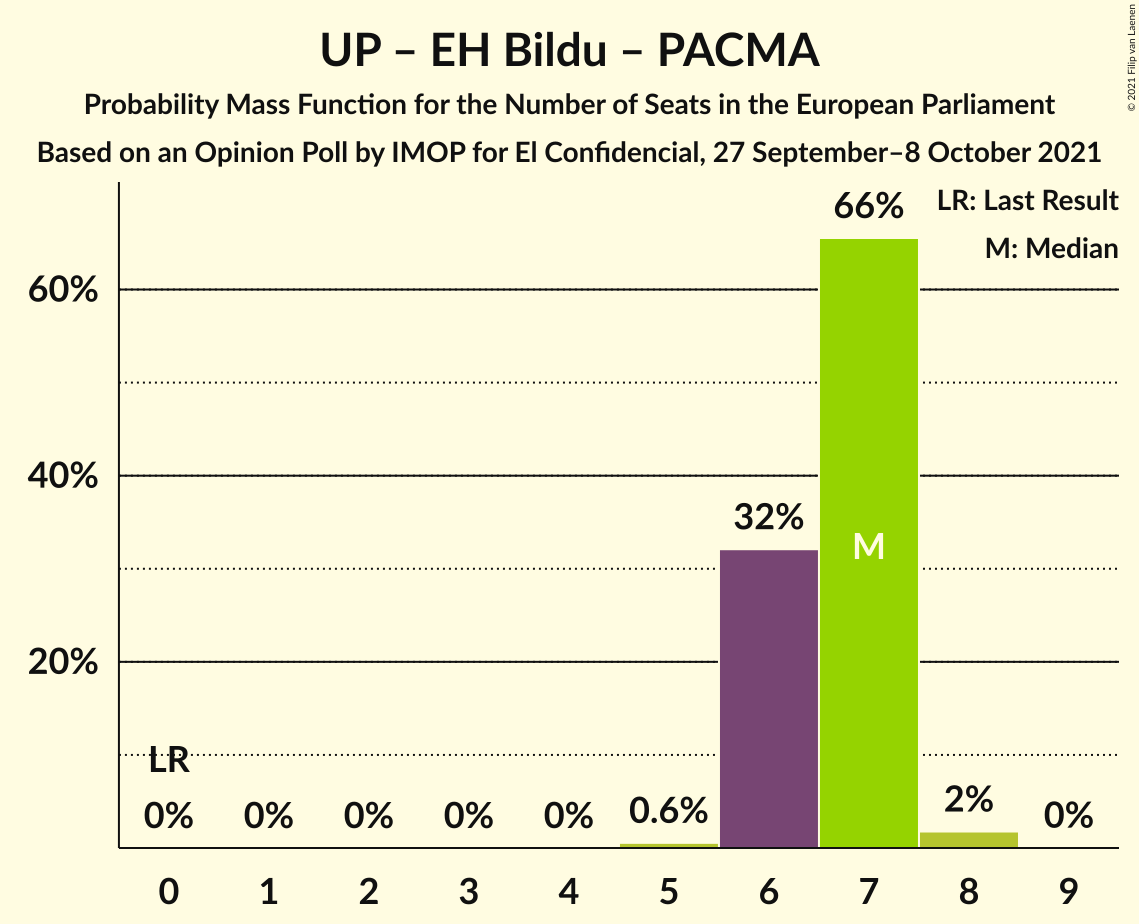 UP – EH Bildu – PACMA
Probability Mass Function for the Number of Seats in the European Parliament
Based on an Opinion Poll by IMOP for El Confidencial, 27 September–8 October 2021
© 2021 Filip van Laenen
LR: Last Result
M: Median
60%
40%
20%
LR
0%
0%
0%
0%
0%
0.6%
32%
66%
M
2%
0%
0 1 2 3 4 5 6 7 8 9